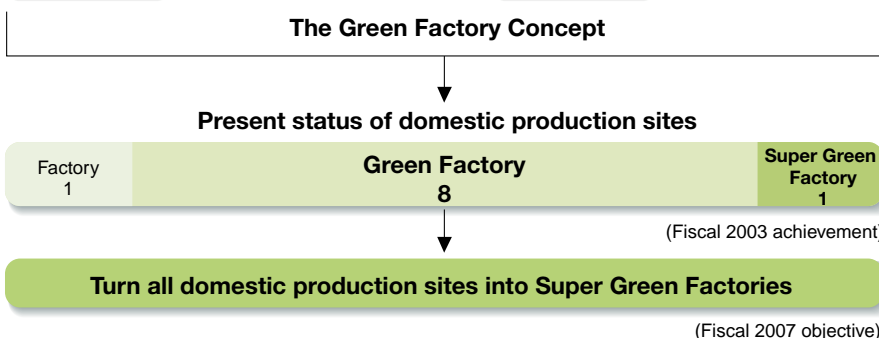 The Green Factory Concept
Present status of domestic production sites
Factory
1
Green Factory
8
Super Green
Factory
1
(Fiscal 2003 achievement)
Turn all domestic production sites into Super Green Factories
(Fiscal 2007 objective)